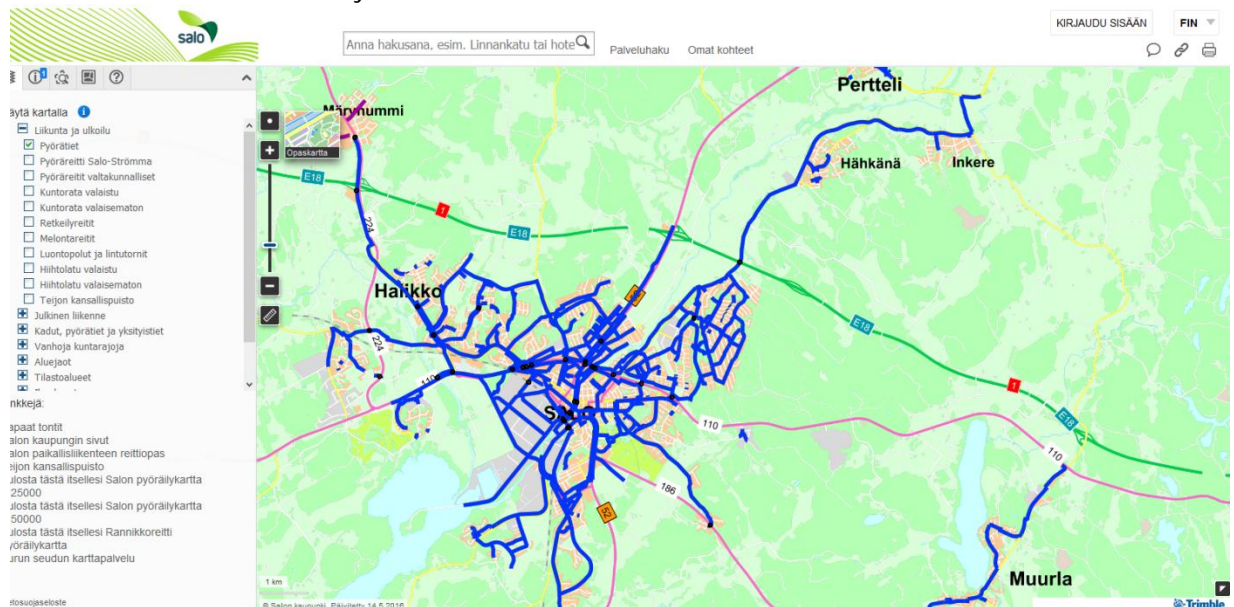 salo
Anna hakusana, esim. Linnankatu tai hote
Palveluhaku
Omat kohteet
KIRJAUDU SISÄÄN
FIN
äytä kartalla
Liikunta ja ulkoilu
Pyörätiet
Pyöräreitti Salo-Strömma
Pyöräreitit valtakunnalliset
Kuntorata valaistu
Kuntorata valaisematon
Retkeilyreitit
Melontareitit
Luontopolut ja lintutornit
Hiihtolatu valaistu
Hiihtolatu valaisematon
Teijon kansallispuisto
Julkinen liikenne
Kadut, pyörätiet ja yksityistiet
Vanhoja kuntarajoja
Aluejaot
Tilastoalueet
nkkejä:
apaat tontit
alon kaupungin sivut
alon paikallisliikenteen reittiopas
eijon kansallispuisto
ulosta tästä itsellesi Salon pyöräilykartta
25000
ulosta tästä itsellesi Salon pyöräilykartta
50000
ulosta tästä itsellesi Rannikkoreitti
yöräilykartta
urun seudun karttapalvelu
etosuojaseloste
Märynummi
Opaskartta
Pertteli
Hähkänä
Inkere
E18
1
E18
224
Halikko
52
E18
224
110
1
E18
110
110
186
52
Muurla
1 km
© Salon kaupunki, Päivitetty 14.5.2016
Trimble